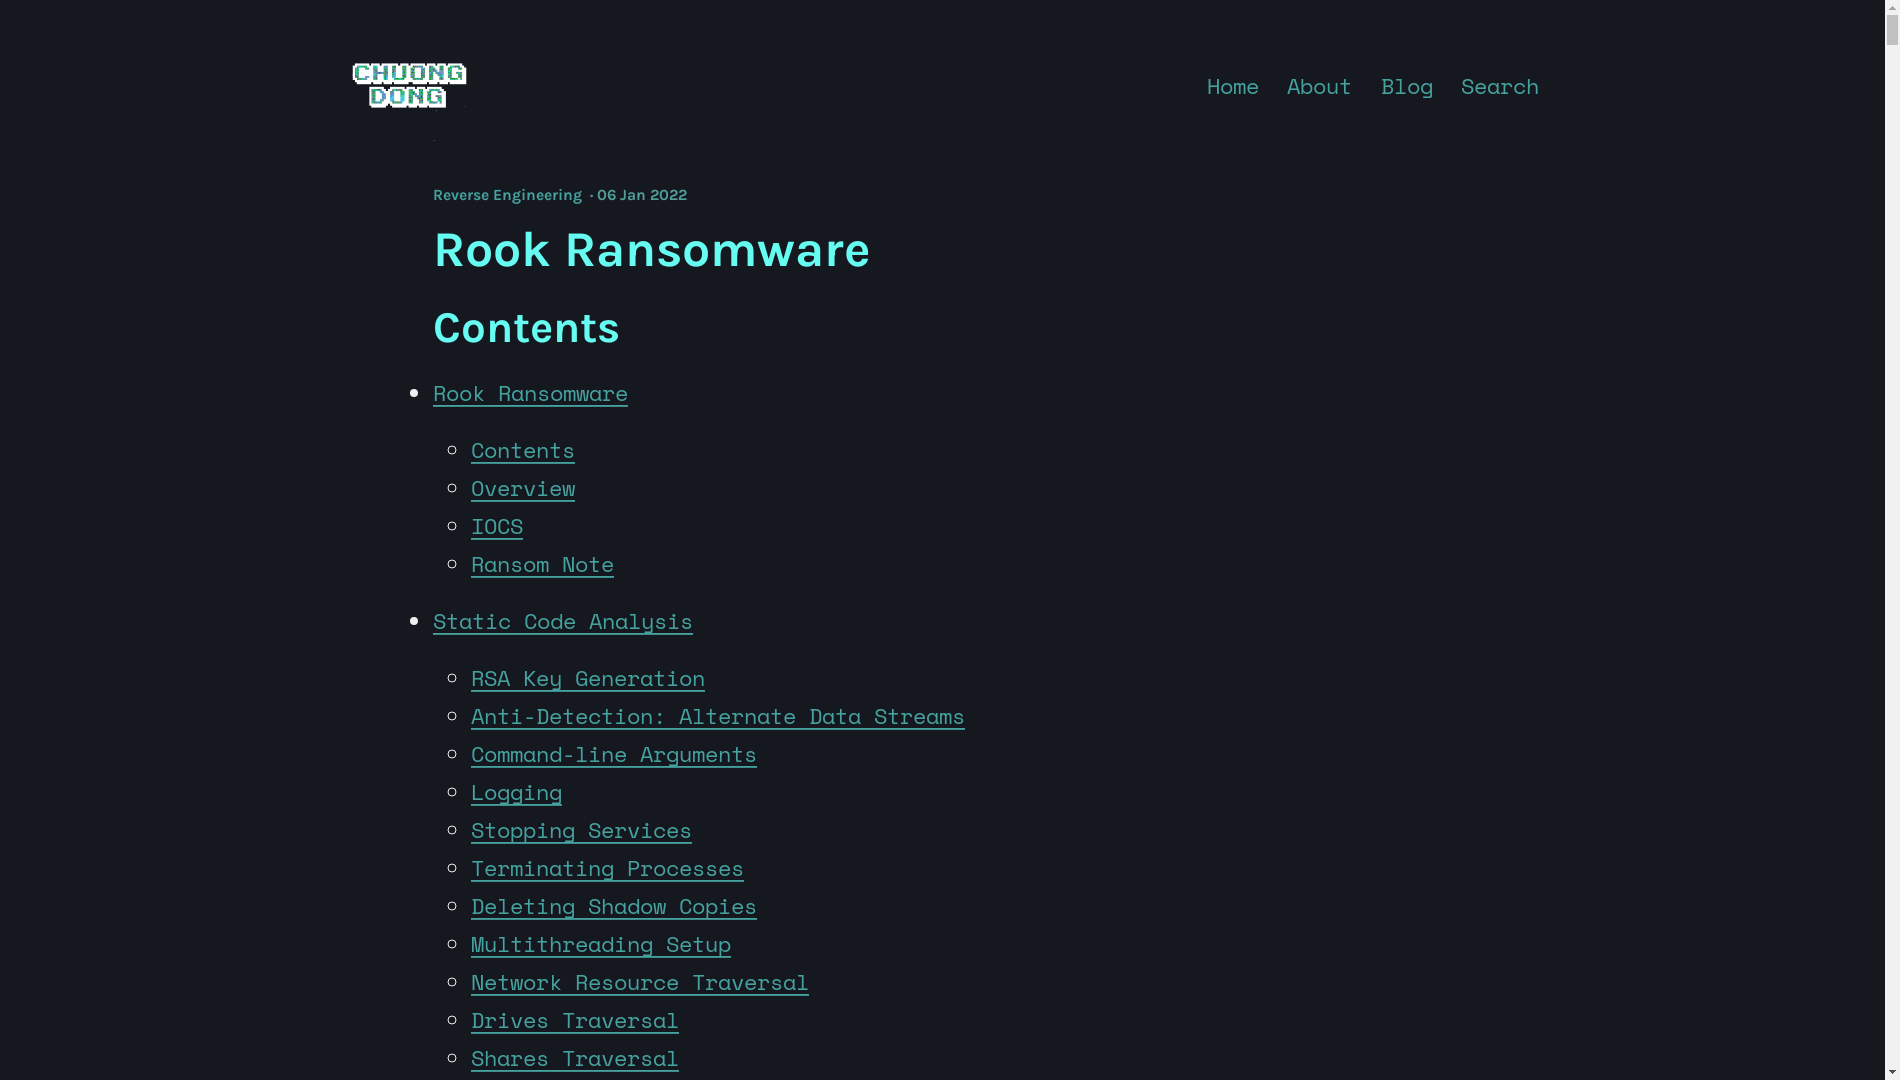 CHUONG
DONG
Home About Blog Search
Reverse Engineering · 06 Jan 2022
Rook Ransomware
Contents
Rook Ransomware
Contents
Overview
IOCS
Ransom Note
Static Code Analysis
RSA Key Generation
Anti-Detection: Alternate Data Streams
Command-line Arguments
Logging
Stopping Services
Terminating Processes
Deleting Shadow Copies
Multithreading Setup
Network Resource Traversal
Drives Traversal
Shares Traversal